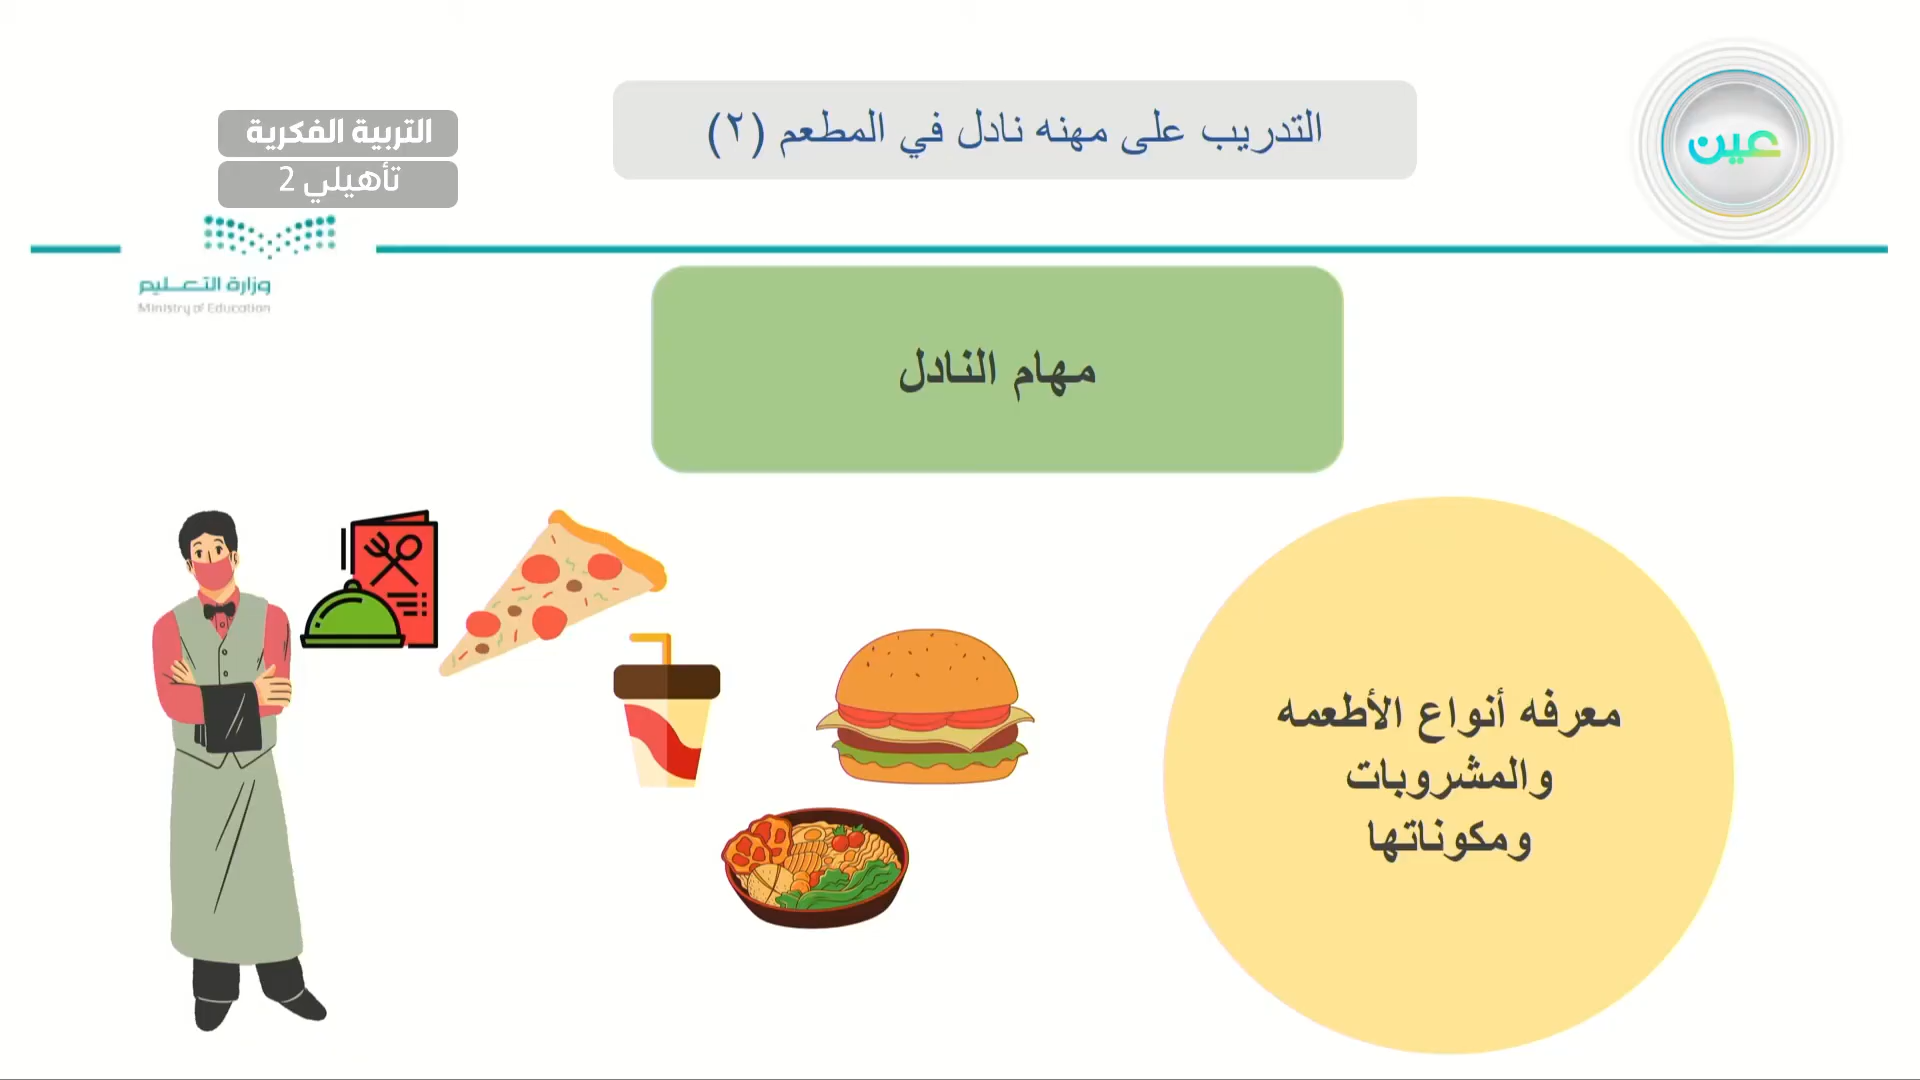 التدريب على مهنه نادل في المطعم (٢)
عين
التربية الفكرية
تأهيلي 2
وزارة التعليم
Ministry of Education
مهام النادل
معرفه أنواع الأطعمه
والمشروبات
ومكوناتها